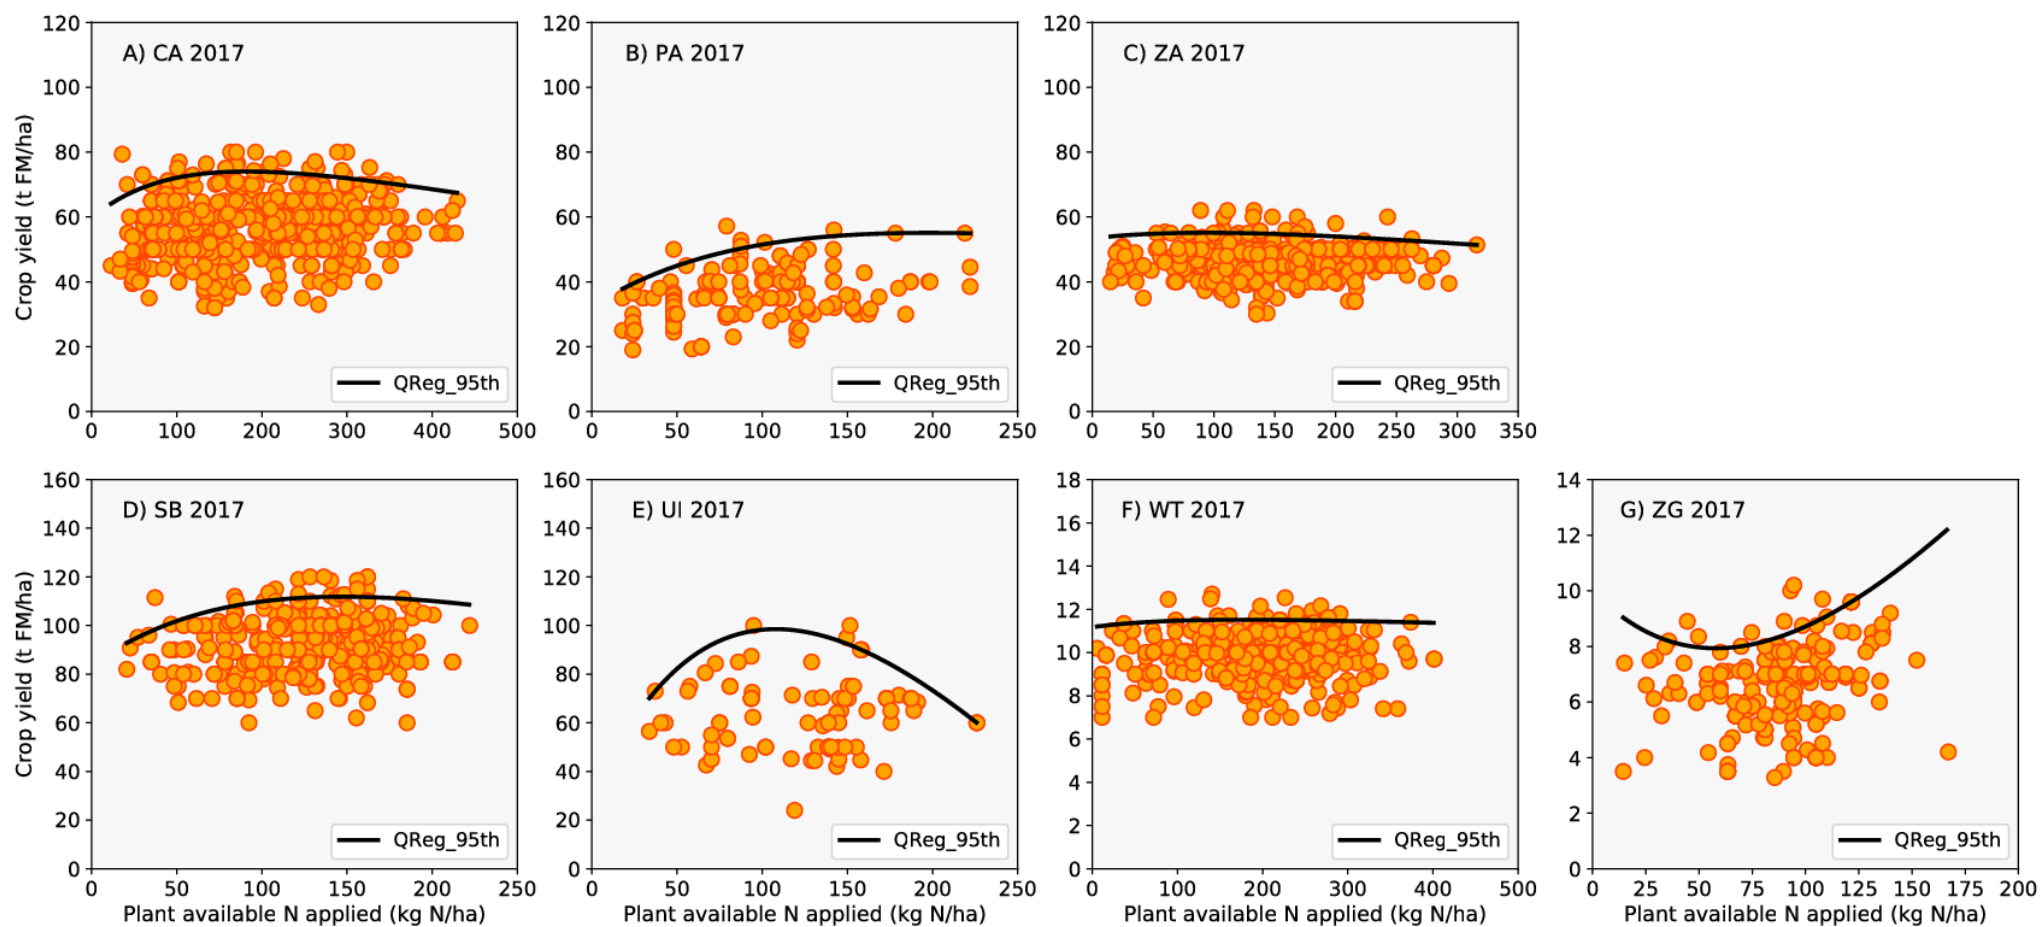 A) CA 2017
B) PA 2017
C) ZA 2017
Crop yield (t FM/ha)
120
100
80
60
40
20
0
QReg_95th
0 100 200 300 400 500
120
100
80
60
40
20
0
QReg_95th
0 50 100 150 200 250
120
100
80
60
40
20
0
QReg_95th
0 50 100 150 200 250 300 350
D) SB 2017
E) UI 2017
F) WT 2017
G) ZG 2017
Crop yield (t FM/ha)
160
140
120
100
80
60
40
20
0
QReg_95th
0 50 100 150 200 250
Plant available N applied (kg N/ha)
160
140
120
100
80
60
40
20
0
QReg_95th
0 50 100 150 200 250
Plant available N applied (kg N/ha)
18
16
14
12
10
8
6
4
2
0
QReg_95th
0 100 200 300 400 500
Plant available N applied (kg N/ha)
14
12
10
8
6
4
2
0
QReg_95th
0 25 50 75 100 125 150 175 200
Plant available N applied (kg N/ha)